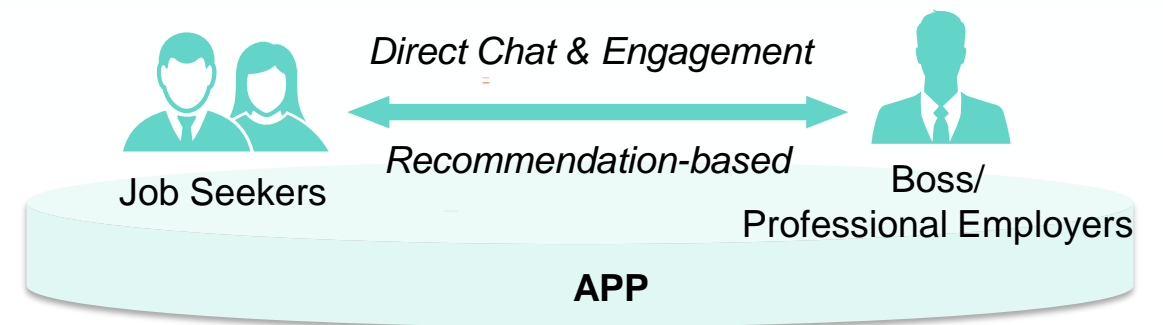 Direct Chat & Engagement
Recommendation-based
Job Seekers
Boss/
Professional Employers
APP